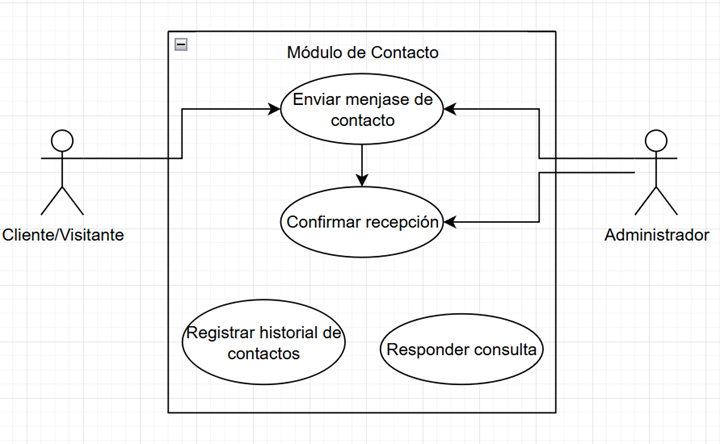 Módulo de Contacto
Enviar menjase de
contacto
Confirmar recepción
Cliente/Visitante
Administrador
Registrar historial de
contactos
Responder consulta